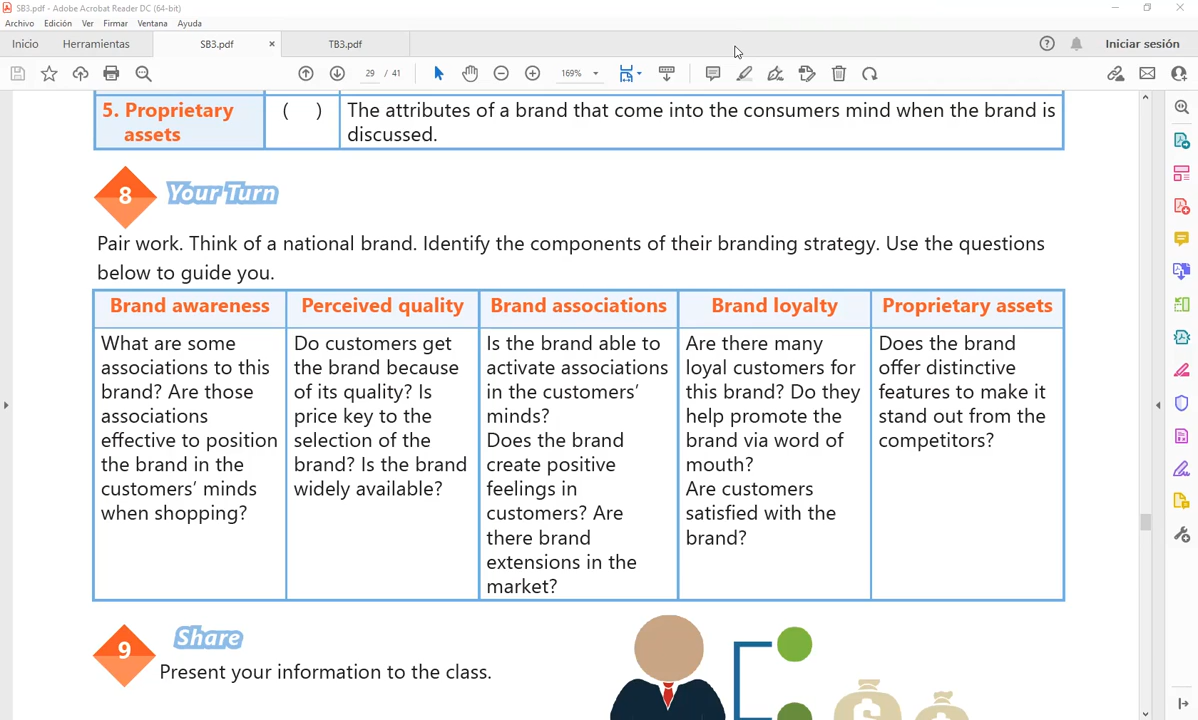 SB3.pdf - Adobe Acrobat Reader DC (64-bit)
Archivo Edición Ver Firmar Ventana Ayuda
Inicio Herramientas SB3.pdf × TB3.pdf Iniciar sesión
29 / 41 169%
5. Proprietary
assets
( )
The attributes of a brand that come into the consumers mind when the brand is
discussed.
8 Your Turn
Pair work. Think of a national brand. Identify the components of their branding strategy. Use the questions
below to guide you.
Brand awareness
What are some
associations to this
brand? Are those
associations
effective to position
the brand in the
customers’ minds
when shopping?
Perceived quality
Do customers get
the brand because
of its quality? Is
price key to the
selection of the
brand? Is the brand
widely available?
Brand associations
Is the brand able to
activate associations
in the customers’
minds?
Does the brand
create positive
feelings in
customers? Are
there brand
extensions in the
market?
Brand loyalty
Are there many
loyal customers for
this brand? Do they
help promote the
brand via word of
mouth?
Are customers
satisfied with the
brand?
Proprietary assets
Does the brand
offer distinctive
features to make it
stand out from the
competitors?
9 Share
Present your information to the class.
$